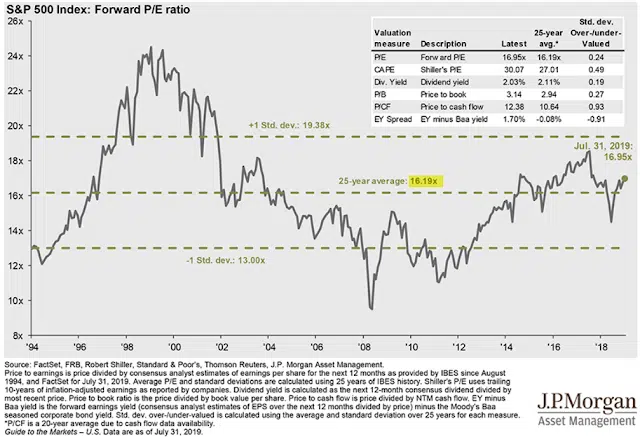 S&P 500 Index: Forward P/E ratio
26x
24x
22x
20x
18x
16x
14x
12x
10x
8x
+1 Std. dev.: 19.38x
25-year average: 16.19x
-1 Std. dev.: 13.00x
Jul. 31, 2019:
16.95x
Valuation measure Description Latest 25-year avg.* Std. dev. Over-/under-Valued
P/E Forward P/E 16.95x 16.19x 0.24
CAPE Shiller's P/E 30.07 27.01 0.49
Div. Yield Dividend yield 2.03% 2.11% 0.19
P/B Price to book 3.14 2.94 0.27
P/CF Price to cash flow 12.38 10.64 0.93
EY Spread EY minus Baa yield 1.70% -0.08% -0.91
'94 '96 '98 '00 '02 '04 '06 '08 '10 '12 '14 '16 '18
Source: FactSet, FRB, Robert Shiller, Standard & Poor's, Thomson Reuters, J.P. Morgan Asset Management.
Price to earnings is price divided by consensus analyst estimates of earnings per share for the next 12 months as provided by IBES since August
1994, and FactSet for July 31, 2019. Average P/E and standard deviations are calculated using 25 years of IBES history. Shiller's P/E uses trailing
10-years of inflation-adjusted earnings as reported by companies. Dividend yield is calculated as the next 12-month consensus dividend divided by
most recent price. Price to book ratio is the price divided by book value per share. Price to cash flow is price divided by NTM cash flow. EY minus
Baa yield is the forward earnings yield (consensus analyst estimates of EPS over the next 12 months divided by price) minus the Moody's Baa
seasoned corporate bond yield. Std. dev. over-/under-valued is calculated using the average and standard deviation over 25 years for each measure.
*P/CF is a 20-year average due to cash flow data availability.
Guide to the Markets – U.S. Data are as of July 31, 2019.
J.P.Morgan
Asset Management